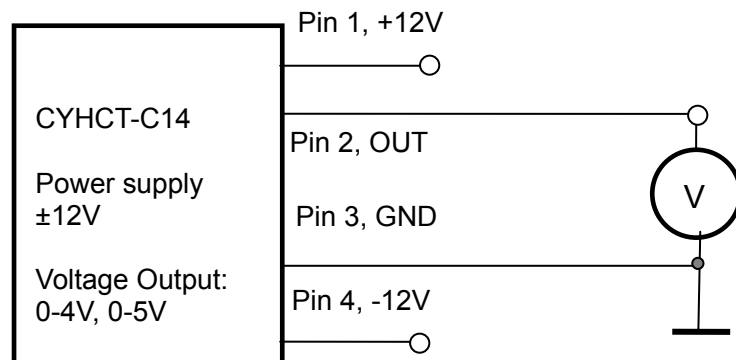 Pin 1, +12V
CYHCT-C14
Pin 2, OUT
Power supply
±12V
Pin 3, GND
V
Voltage Output:
0-4V, 0-5V
Pin 4, -12V